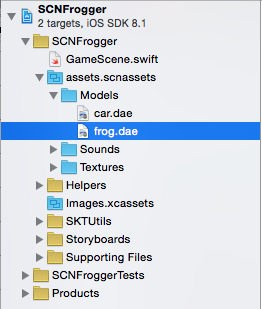 SCNFrogger
2 targets, iOS SDK 8.1
SCNFrogger
GameScene.swift
assets.scnassets
Models
car.dae
frog.dae
Sounds
Textures
Helpers
Images.xcassets
SKTUtils
Storyboards
Supporting Files
SCNFroggerTests
Products